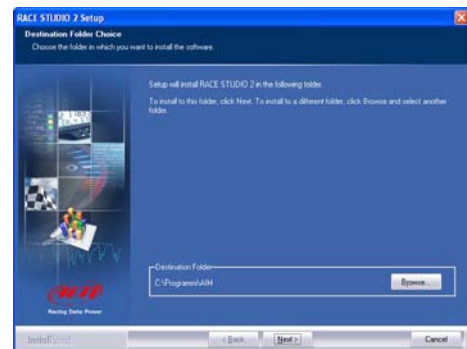 RACE STUDIO 2 Setup
Destination Folder Choice
Choose the folder in which you want to install the software.
Setup will install RACE STUDIO 2 in the following folder.
To install to this folder, click Next. To install to a different folder, click Browse and select another
folder.
Destination Folder
C:\Programmi\AIM
Browse...
AIM
Racing Data Power
< Back
Next >
Cancel